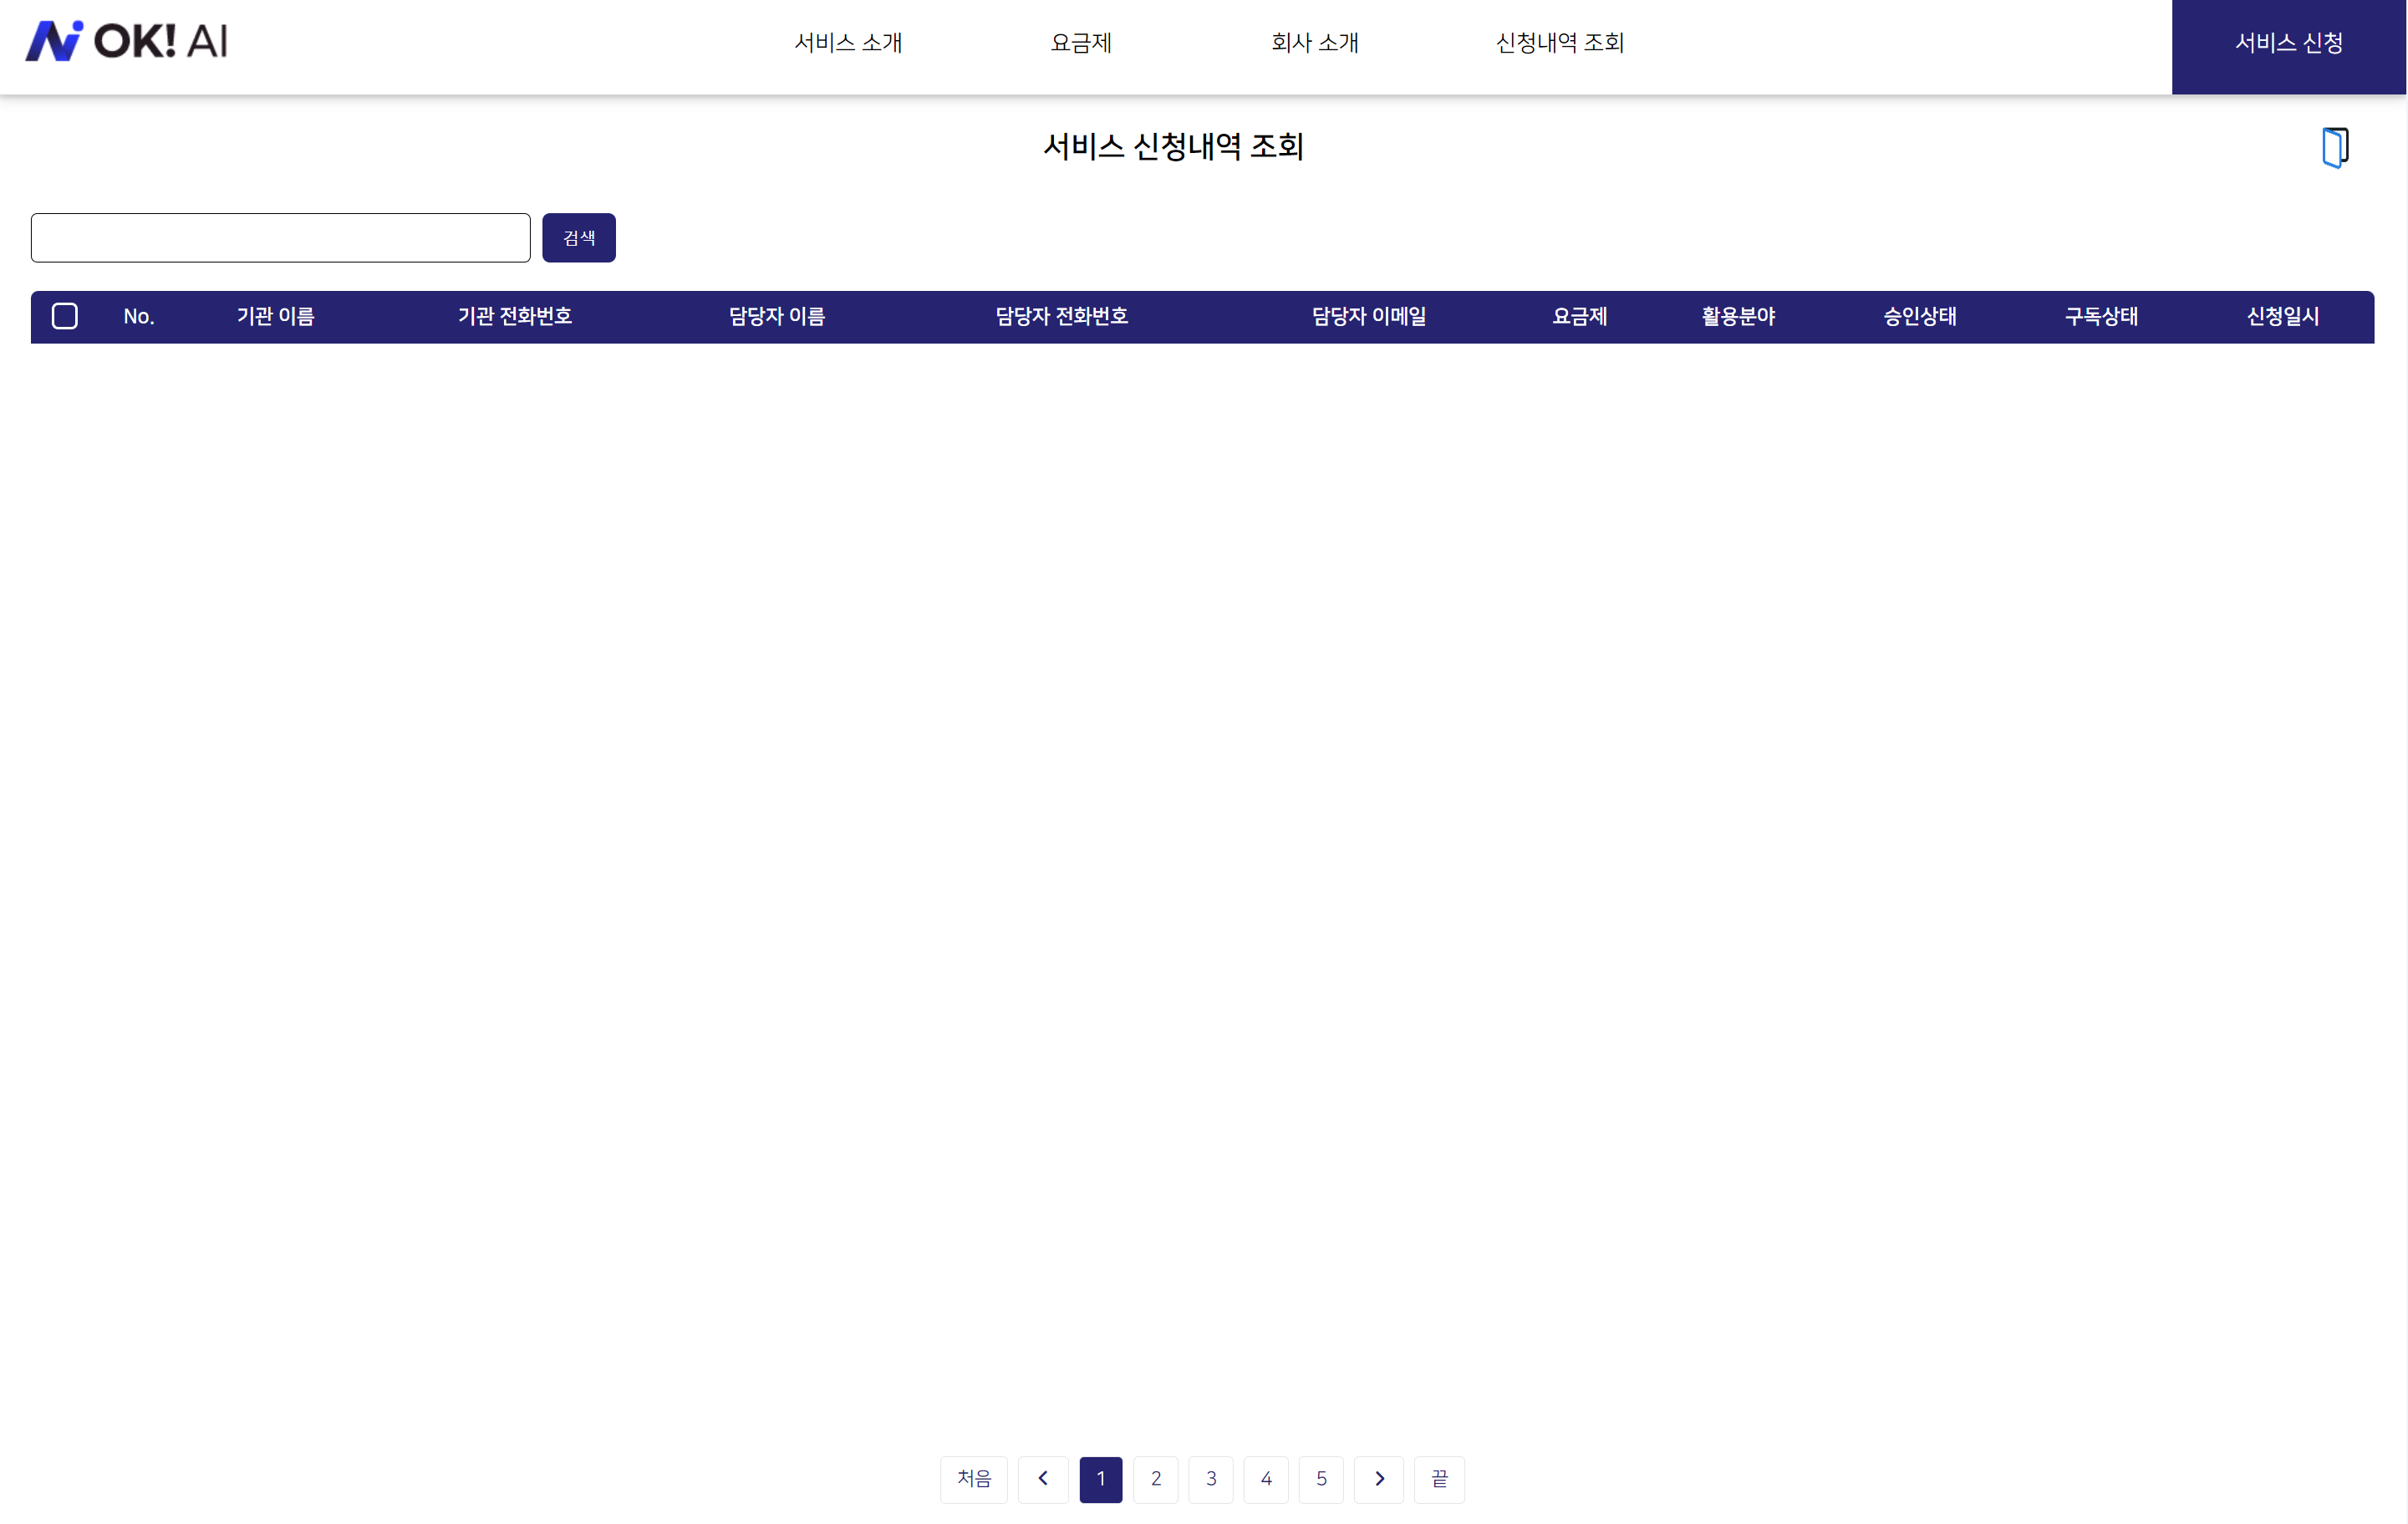 OK! AI
서비스 소개 요금제 회사 소개 신청내역 조회 서비스 신청
서비스 신청내역 조회
검색
No. 기관 이름 기관 전화번호 담당자 이름 담당자 전화번호 담당자 이메일 요금제 활용분야 승인상태 구독상태 신청일시
처음 < 1 2 3 4 5 > 끝